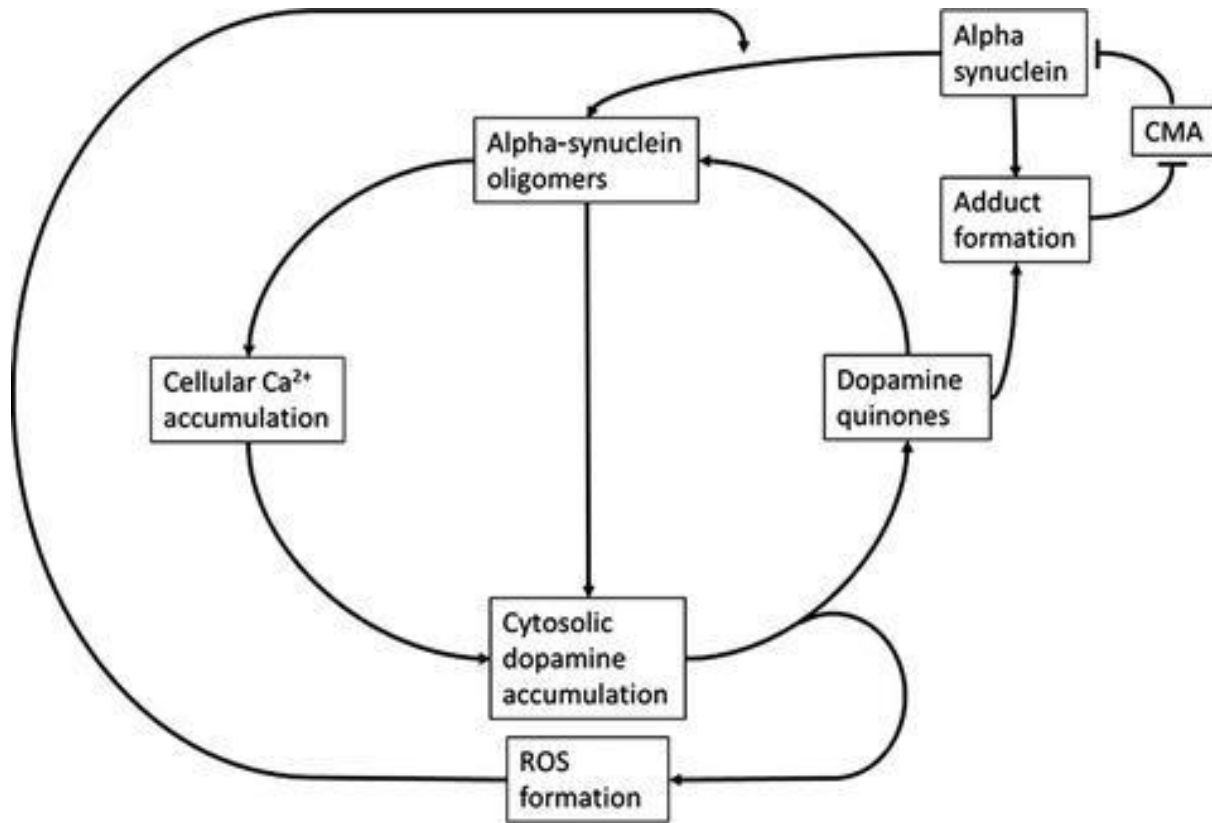 Alpha
synuclein
CMA
Alpha-synuclein
oligomers
Adduct
formation
Cellular Ca²⁺
accumulation
Dopamine
quinones
Cytosolic
dopamine
accumulation
ROS
formation